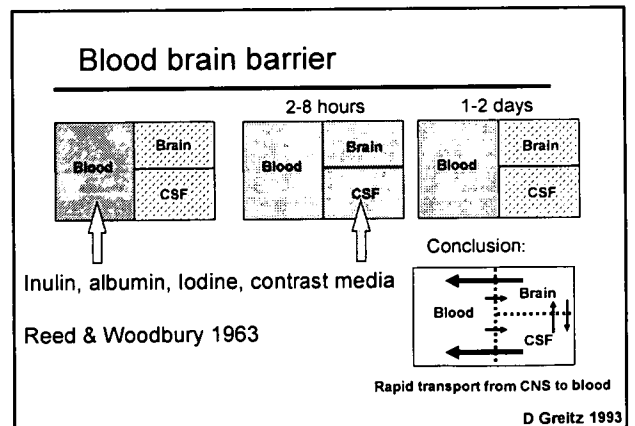 Blood brain barrier
2-8 hours
1-2 days
Blood
Brain
CSF
Blood
Brain
CSF
Blood
Brain
CSF
Inulin, albumin, Iodine, contrast media
Reed & Woodbury 1963
Conclusion:
Blood
Brain
CSF
Rapid transport from CNS to blood
D Greitz 1993